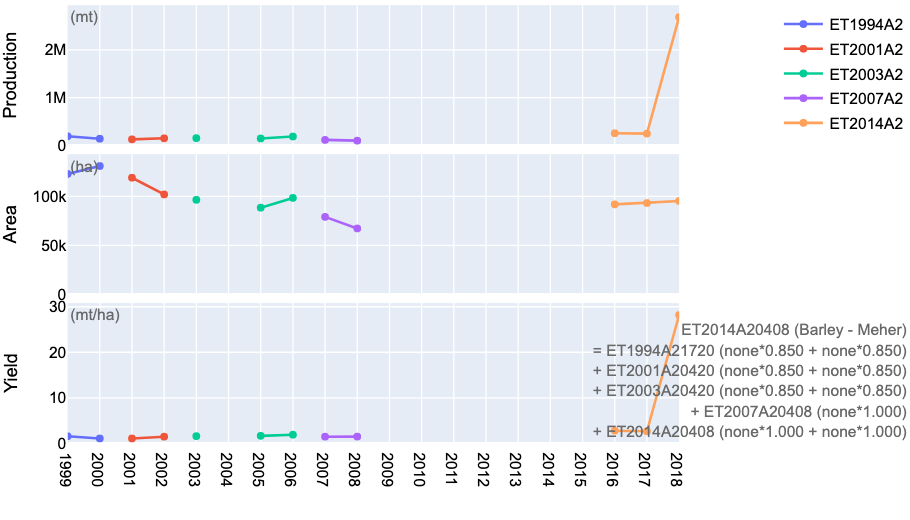 (mt)
Production
2M
1M
0
ET1994A2
ET2001A2
ET2003A2
ET2007A2
ET2014A2
(ha)
Area
100k
50k
0
(mt/ha)
Yield
30
20
10
0
ET2014A20408 (Barley - Meher)
= ET1994A21720 (none*0.850 + none*0.850)
+ ET2001A20420 (none*0.850 + none*0.850)
+ ET2003A20420 (none*0.850 + none*0.850)
+ ET2007A20408 (none*1.000)
+ ET2014A20408 (none*1.000 + none*1.000)
1999 2000 2001 2002 2003 2004 2005 2006 2007 2008 2009 2010 2011 2012 2013 2014 2015 2016 2017 2018